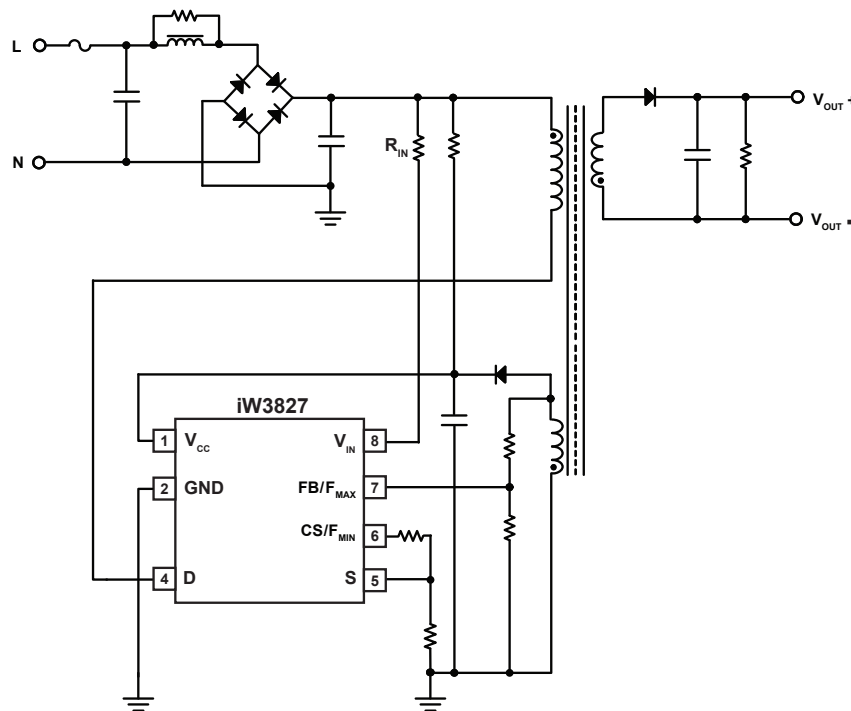 L
N
R_IN
V_OUT +
V_OUT -
iW3827
1 V_CC
V_IN 8
2 GND
FB/F_MAX 7
CS/F_MIN 6
4 D
S 5